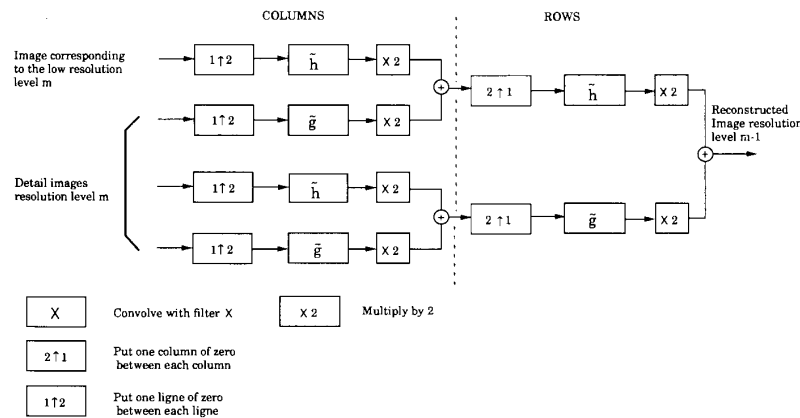 COLUMNS
ROWS
Image corresponding
to the low resolution
level m
1↑2
h̃
X 2
+
2 ↑ 1
h̃
X 2
1↑2
g̃
X 2
Reconstructed
Image resolution
level m-1
+
Detail images
resolution level m
1↑2
h̃
X 2
+
2 ↑ 1
g̃
X 2
1↑2
g̃
X 2
X
Convolve with filter X
X 2
Multiply by 2
2↑1
Put one column of zero
between each column
1↑2
Put one ligne of zero
between each ligne